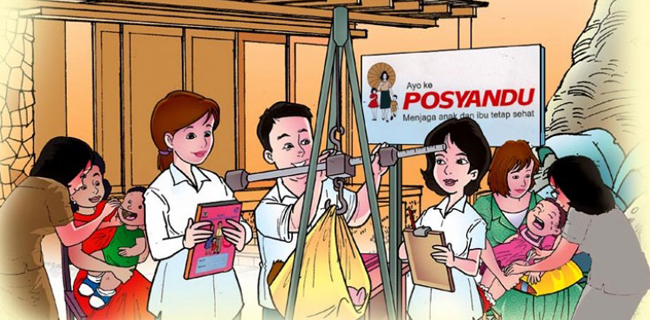 Ayo ke
POSYANDU
Menjaga anak dan ibu tetap sehat